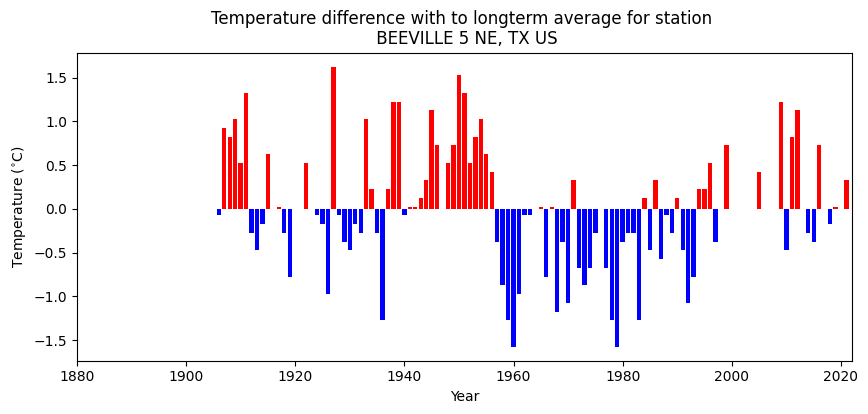 Temperature difference with to longterm average for station
BEEVILLE 5 NE, TX US
1.5
1.0
0.5
0.0
−0.5
−1.0
−1.5
Temperature (°C)
1880 1900 1920 1940 1960 1980 2000 2020
Year